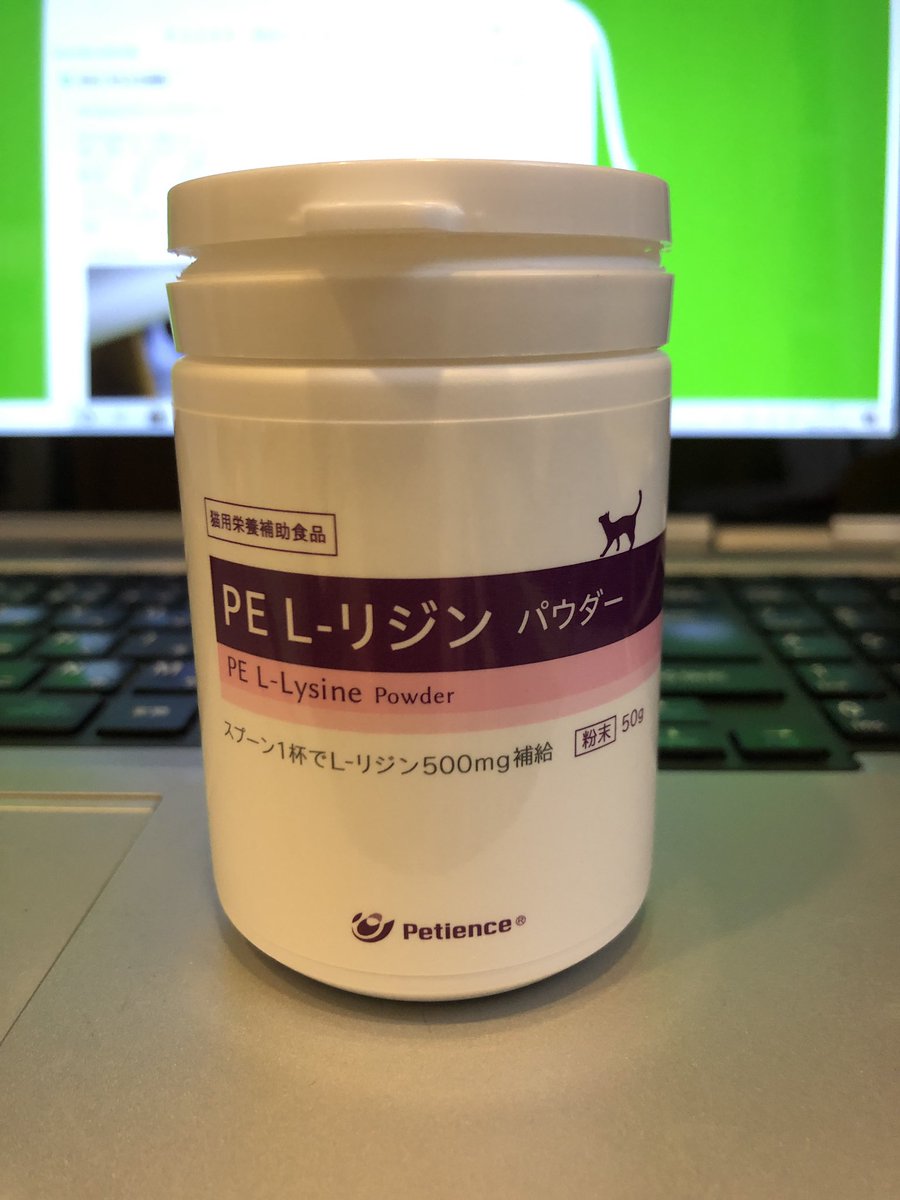 猫用栄養補助食品
PE L-リジン パウダー
PE L-Lysine Powder
スプーン1杯でL-リジン500mg補給 粉末 50g
Petience®